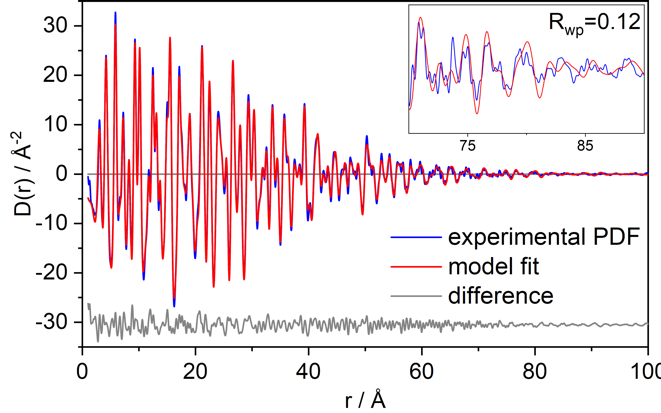 R_wp=0.12
75
85
30
20
10
0
-10
-20
-30
D(r) / Å⁻²
experimental PDF
model fit
difference
0
20
40
60
80
100
r / Å